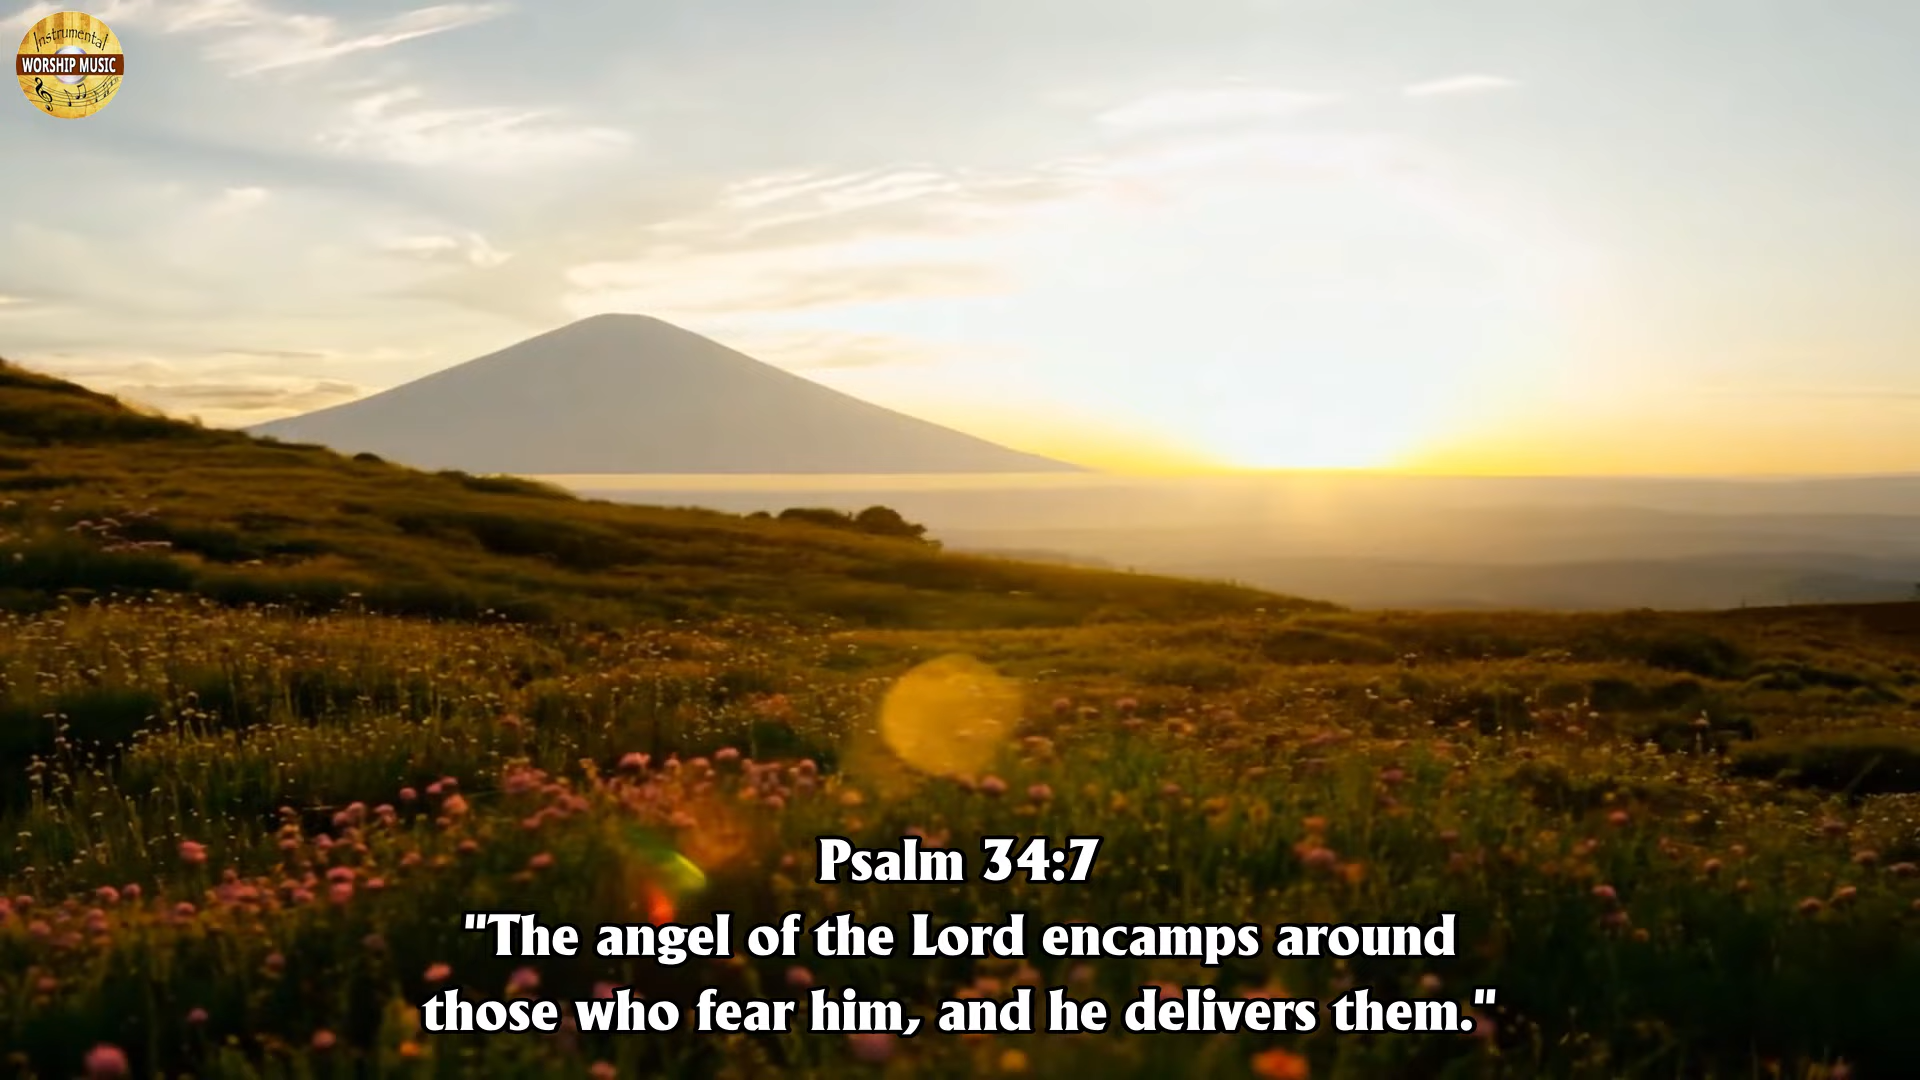 Instrumental
WORSHIP MUSIC
Psalm 34:7
"The angel of the Lord encamps around
those who fear him, and he delivers them."